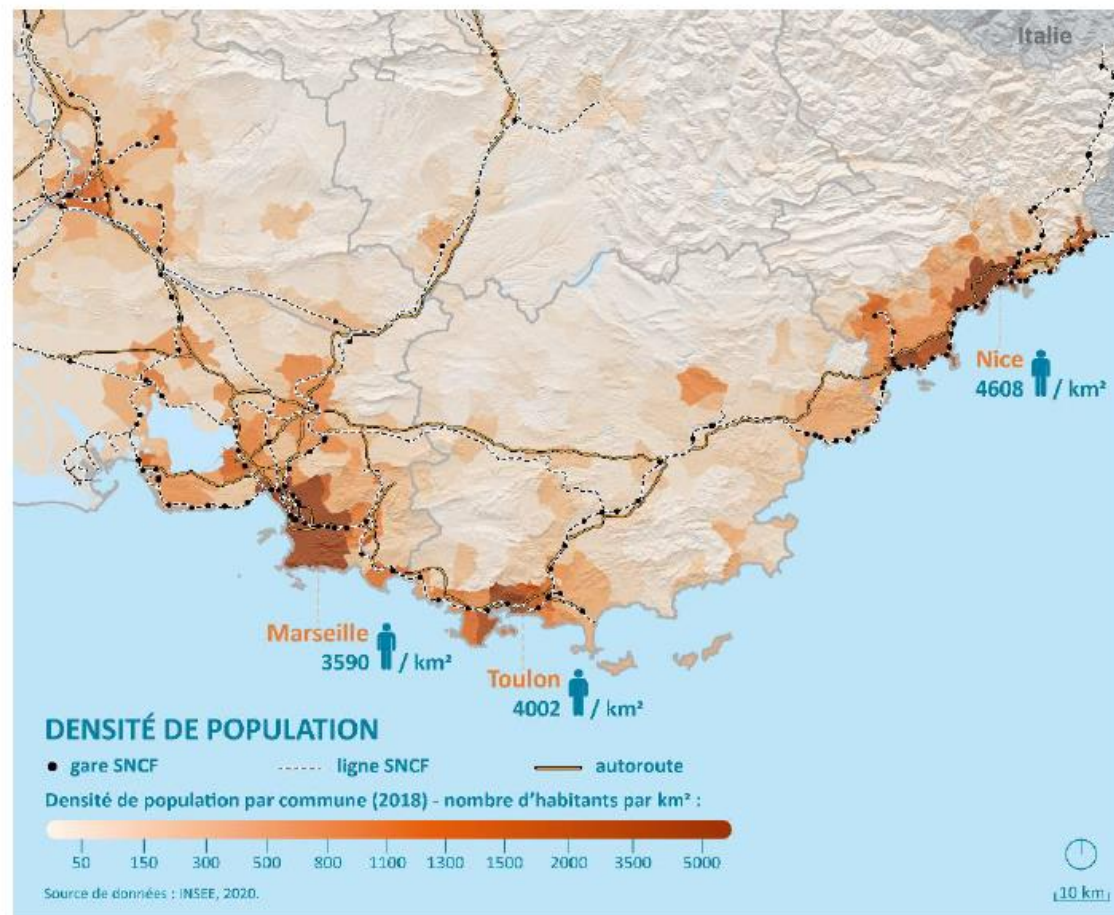 Italie
Nice
4608 / km²
Marseille
3590 / km²
Toulon
4002 / km²
DENSITÉ DE POPULATION
gare SNCF ligne SNCF autoroute
Densité de population par commune (2018) - nombre d'habitants par km² :
50 150 300 500 800 1100 1300 1500 2000 3500 5000
Source de données : INSEE, 2020.
10 km